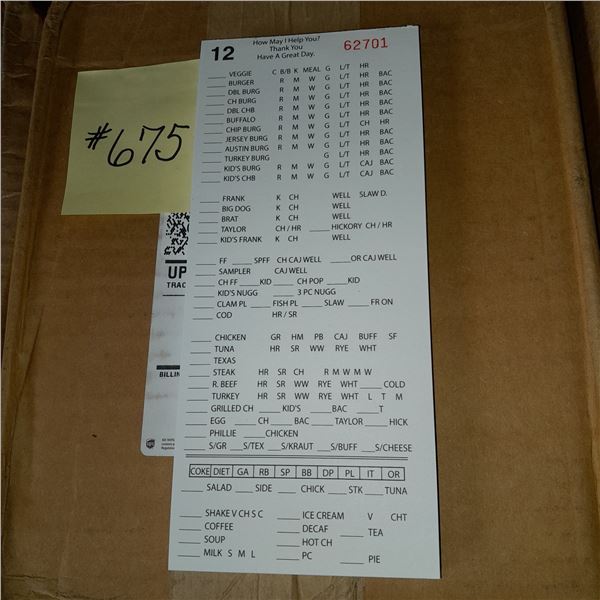 12 How May I Help You? 62701
Thank You
Have A Great Day.
VEGGIE C B/B K MEAL G L/T HR
BURGER R M W G L/T HR BAC
DBL BURG R M W G L/T HR BAC
CH BURG R M W G L/T HR BAC
DBL CHB R M W G L/T HR BAC
BUFFALO R M W G L/T HR BAC
CHIP BURG R M W G L/T CH HR
JERSEY BURG R M W G L/T HR BAC
AUSTIN BURG R M W G L/T HR BAC
TURKEY BURG G L/T HR BAC
KID'S BURG R M W G L/T CAJ BAC
KID'S CHB R M W G L/T CAJ BAC
FRANK K CH WELL SLAW D.
BIG DOG K CH WELL
BRAT K CH WELL
TAYLOR CH / HR HICKORY CH / HR
KID'S FRANK K CH WELL
FF SPFF CH CAJ WELL OR CAJ WELL
SAMPLER CAJ WELL
CH FF KID CH POP KID
KID'S NUGG 3 PC NUGG
CLAM PL FISH PL SLAW FR ON
COD HR / SR
CHICKEN GR HM PB CAJ BUFF SF
TUNA HR SR WW RYE WHT
TEXAS
STEAK HR SR CH R M W M W
R. BEEF HR SR WW RYE WHT COLD
TURKEY HR SR WW RYE WHT L T M
GRILLED CH KID'S BAC T
EGG CH BAC TAYLOR HICK
PHILLIE CHICKEN
S/GR S/TEX S/KRAUT S/BUFF S/CHEESE
COKE DIET GA RB SP BB DP PL IT OR
SALAD SIDE CHICK STK TUNA
SHAKE V CH S C ICE CREAM V CHT
COFFEE DECAF TEA
SOUP HOT CH
MILK S M L PC PIE
#675
UP
TRAC
BILLIN